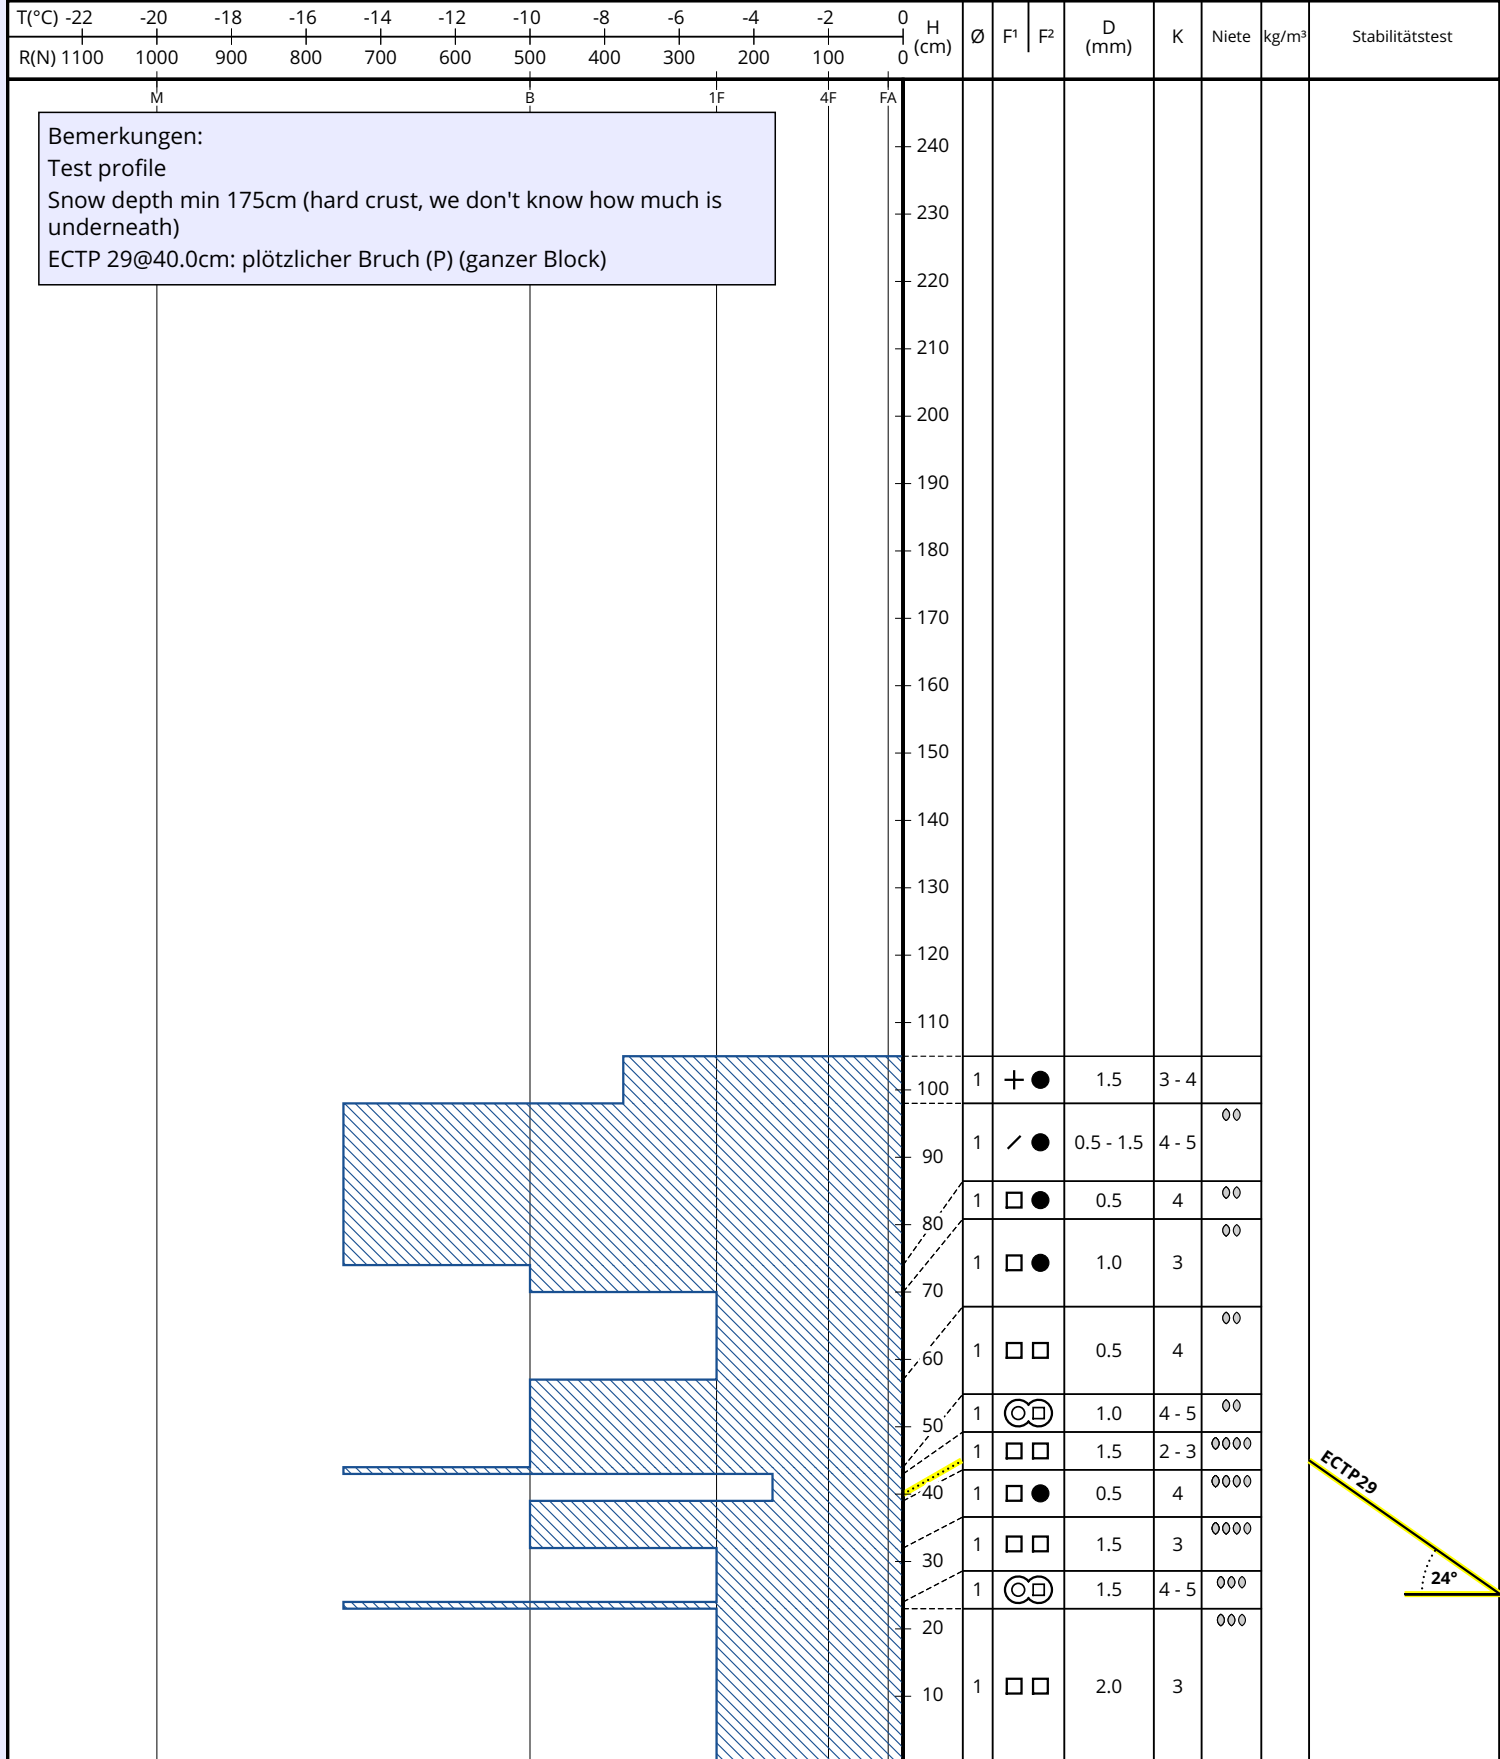 T(°C) -22 -20 -18 -16 -14 -12 -10 -8 -6 -4 -2 0
R(N) 1100 1000 900 800 700 600 500 400 300 200 100 0
H (cm) Ø F¹ F² D (mm) K Niete kg/m³ Stabilitätstest
M B 1F 4F FA
Bemerkungen:
Test profile
Snow depth min 175cm (hard crust, we don't know how much is
underneath)
ECTP 29@40.0cm: plötzlicher Bruch (P) (ganzer Block)
240
230
220
210
200
190
180
170
160
150
140
130
120
110
100
90
80
70
60
50
40
30
20
10
1 1.5 3 - 4
1 0.5 - 1.5 4 - 5
1 0.5 4
1 1.0 3
1 0.5 4
1 1.0 4 - 5
1 1.5 2 - 3
1 0.5 4
1 1.5 3
1 1.5 4 - 5
1 2.0 3
ECTP29
24°